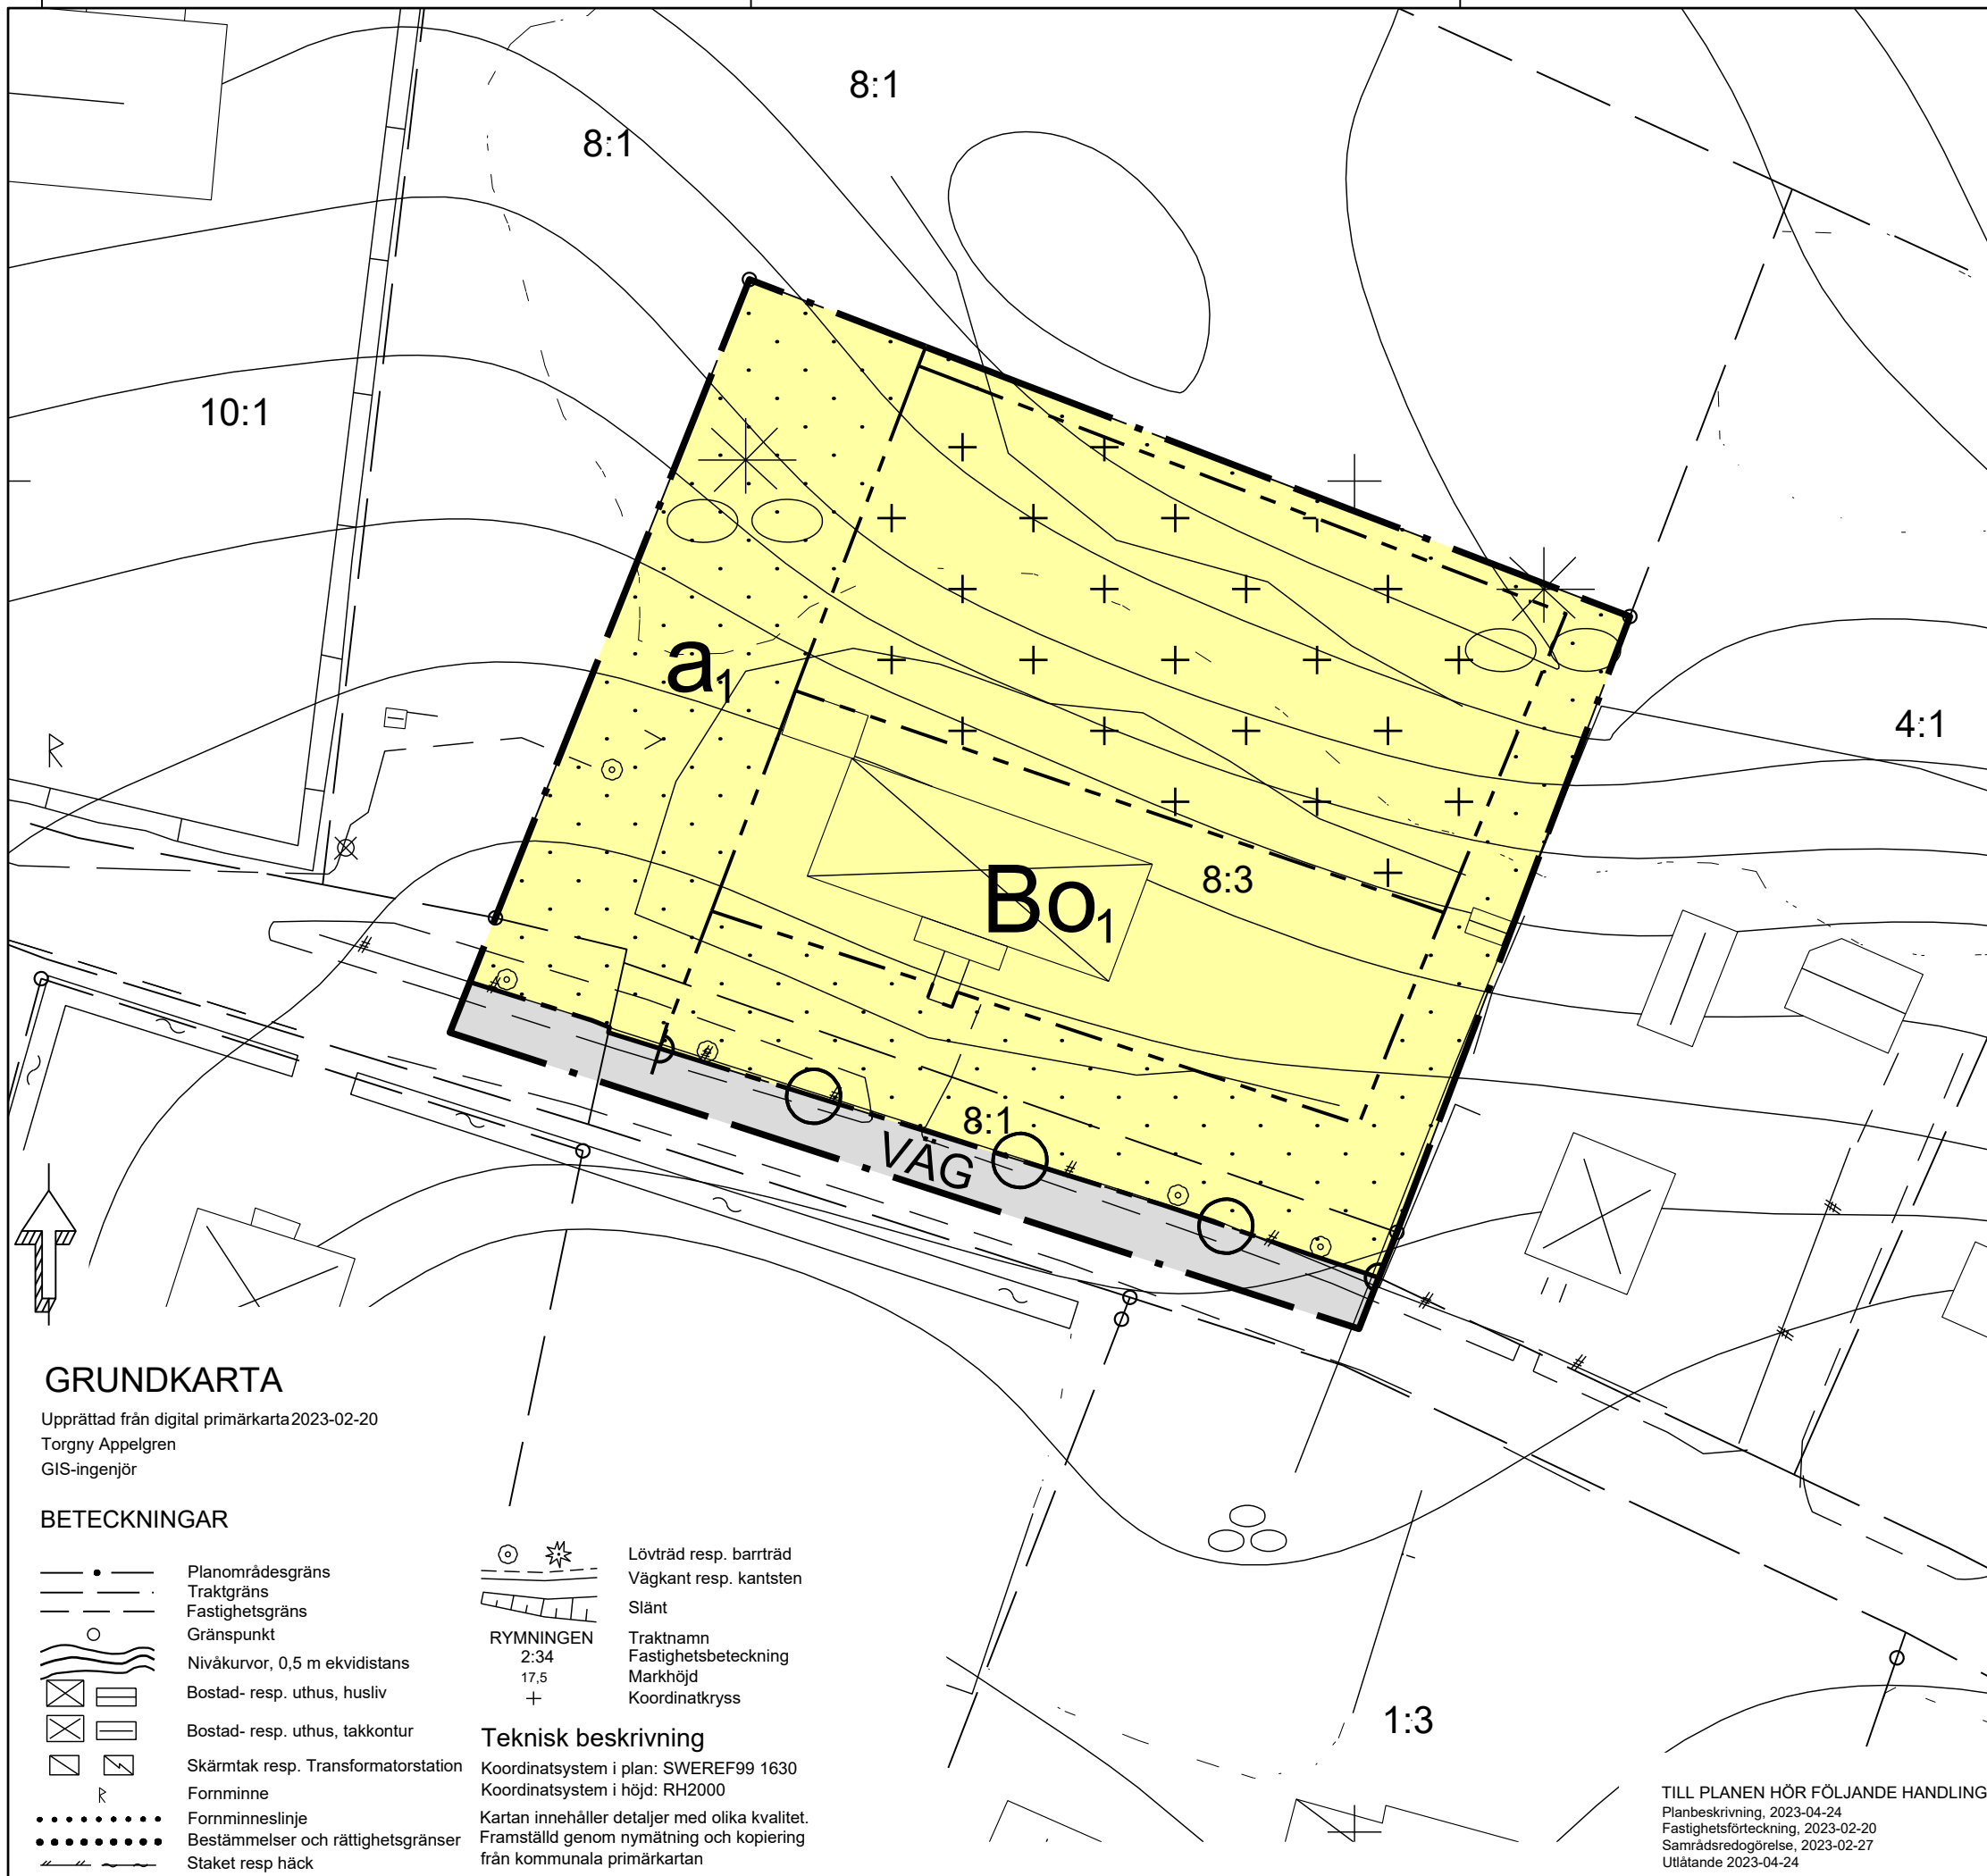 8:1
8:1
10:1
a1
4:1
8:3
Bo1
8:1
VÄG
GRUNDKARTA
Upprättad från digital primärkarta 2023-02-20
Torgny Appelgren
GIS-ingenjör
BETECKNINGAR
Planområdesgräns
Traktgräns
Fastighetsgräns
Gränspunkt
Nivåkurvor, 0,5 m ekvidistans
Bostad- resp. uthus, husliv
Bostad- resp. uthus, takkontur
Skärmtak resp. Transformatorstation
R Fornminne
Fornminneslinje
Bestämmelser och rättighetsgränser
Staket resp häck
Lövträd resp. barrträd
Vägkant resp. kantsten
Slänt
RYMNINGEN Traktnamn
2:34 Fastighetsbeteckning
17,5 Markhöjd
Koordinatkryss
Teknisk beskrivning
Koordinatsystem i plan: SWEREF99 1630
Koordinatsystem i höjd: RH2000
Kartan innehåller detaljer med olika kvalitet.
Framställd genom nymätning och kopiering
från kommunala primärkartan
1:3
TILL PLANEN HÖR FÖLJANDE HANDLING
Planbeskrivning, 2023-04-24
Fastighetsförteckning, 2023-02-20
Samrådsredogörelse, 2023-02-27
Utlåtande 2023-04-24